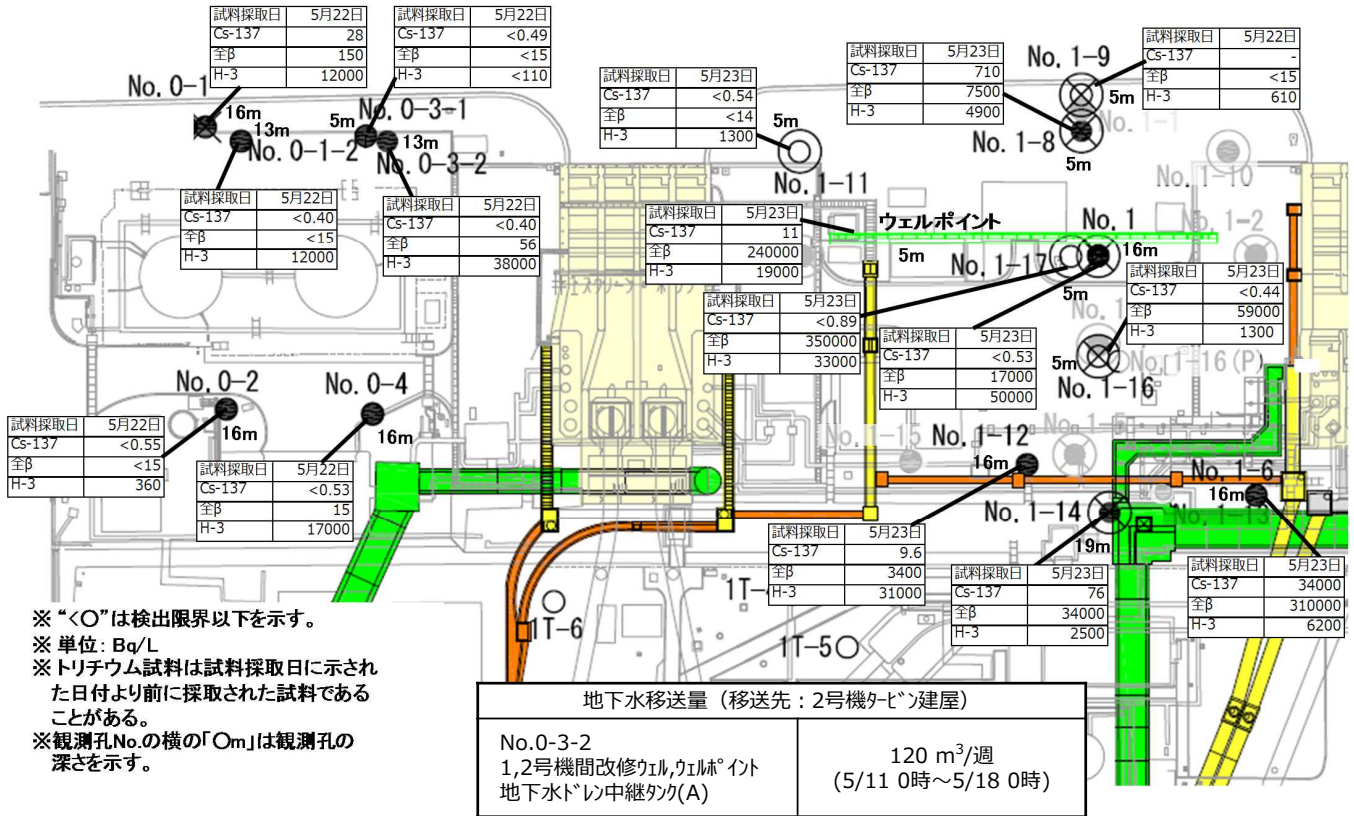 試料採取日 5月22日
Cs-137 28
全β 150
H-3 12000
試料採取日 5月22日
Cs-137 <0.49
全β <15
H-3 <110
試料採取日 5月23日
Cs-137 <0.54
全β <14
H-3 1300
試料採取日 5月23日
Cs-137 710
全β 7500
H-3 4900
試料採取日 5月22日
Cs-137 -
全β <15
H-3 610
No. 0-1
16m
13m
No. 0-1-2
No. 0-3-1
5m
13m
No. 0-3-2
5m
No. 1-11
No. 1-9
5m
No. 1-8
5m
No. 1-10
試料採取日 5月22日
Cs-137 <0.40
全β <15
H-3 12000
試料採取日 5月22日
Cs-137 <0.40
全β 56
H-3 38000
試料採取日 5月23日
Cs-137 11
全β 240000
H-3 19000
ウェルポイント
5m
No. 1
16m
No. 1-17
5m
No. 1-2
試料採取日 5月23日
Cs-137 <0.89
全β 350000
H-3 33000
試料採取日 5月23日
Cs-137 <0.53
全β 17000
H-3 50000
試料採取日 5月23日
Cs-137 <0.44
全β 59000
H-3 1300
5m
No. 1-16
No. 1-16(P)
No. 0-2
16m
No. 0-4
16m
試料採取日 5月22日
Cs-137 <0.55
全β <15
H-3 360
試料採取日 5月22日
Cs-137 <0.53
全β 15
H-3 17000
No. 1-15
No. 1-12
16m
No. 1-14
19m
No. 1-6
16m
No. 1-13
試料採取日 5月23日
Cs-137 9.6
全β 3400
H-3 31000
試料採取日 5月23日
Cs-137 76
全β 34000
H-3 2500
試料採取日 5月23日
Cs-137 34000
全β 310000
H-3 6200
1T-6
1T-5
※ “<○”は検出限界以下を示す。
※ 単位: Bq/L
※ トリチウム試料は試料採取日に示され
た日付より前に採取された試料である
ことがある。
※観測孔No.の横の「○m」は観測孔の
深さを示す。
地下水移送量（移送先：2号機ﾀｰﾋﾞﾝ建屋）
No.0-3-2
1,2号機間改修ｳｪﾙ,ｳｪﾙﾎﾟｲﾝﾄ
地下水ﾄﾞﾚﾝ中継ﾀﾝｸ(A)
120 m³/週
(5/11 0時～5/18 0時)